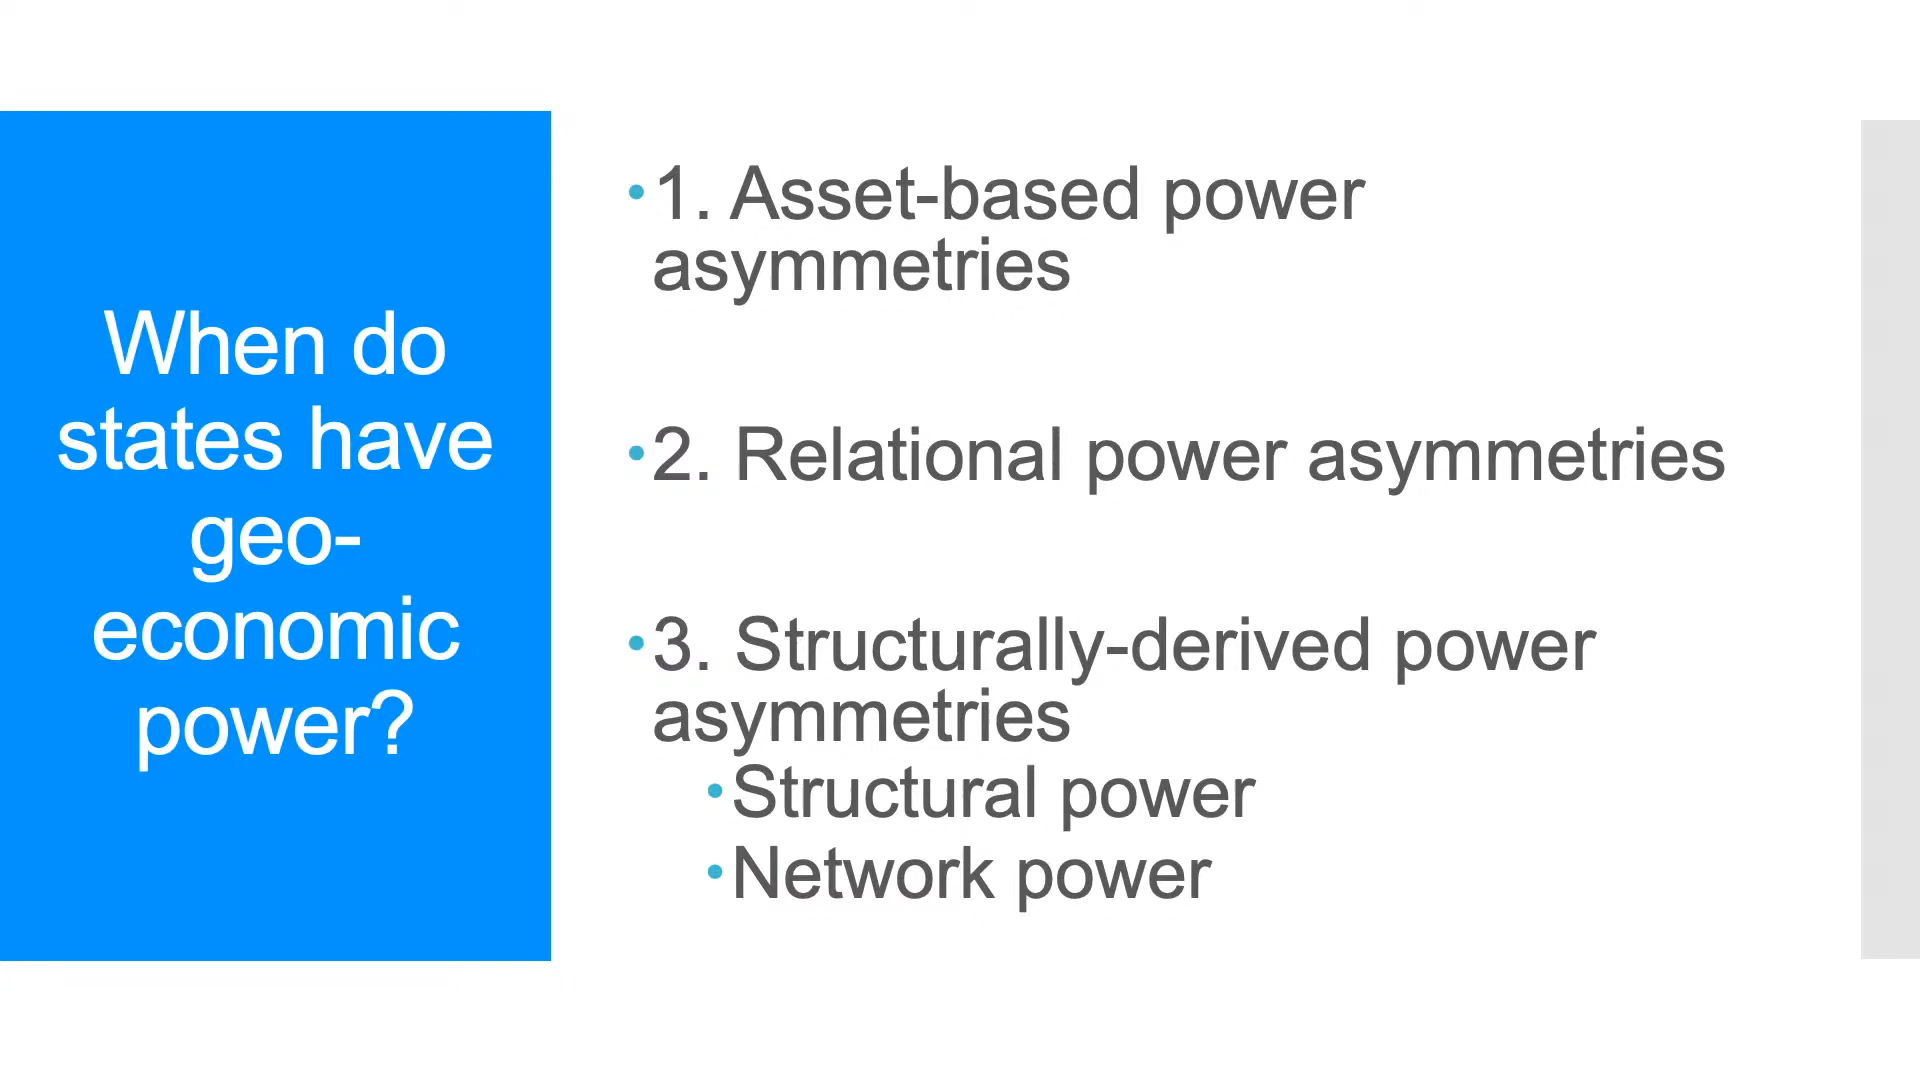 When do
states have
geo-
economic
power?
•1. Asset-based power
asymmetries
•2. Relational power asymmetries
•3. Structurally-derived power
asymmetries
•Structural power
•Network power